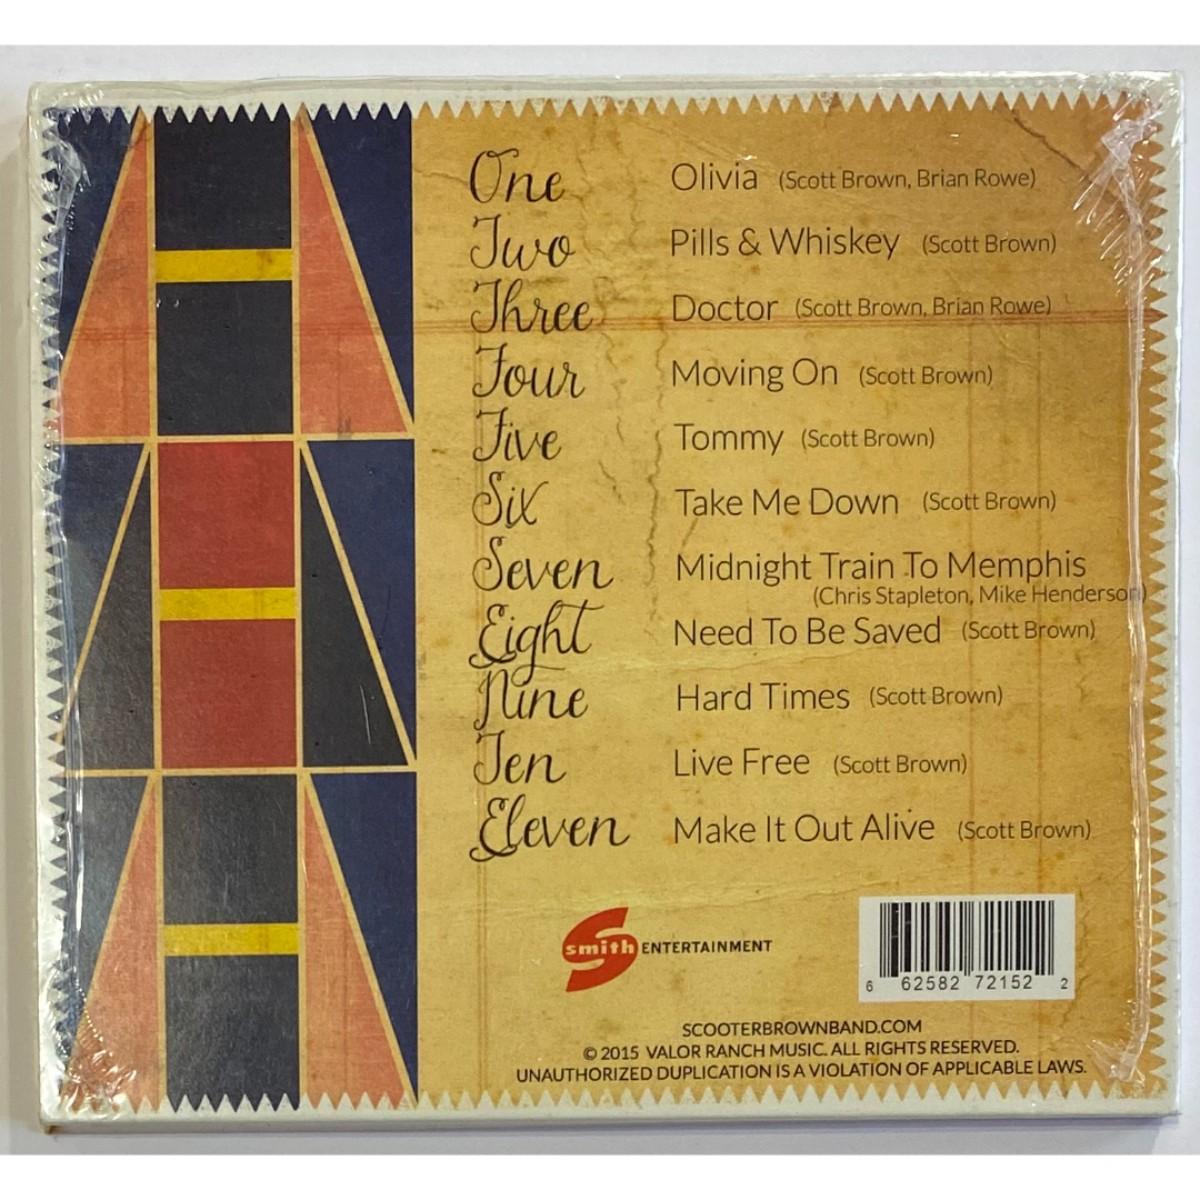 One Olivia (Scott Brown, Brian Rowe)
Two Pills & Whiskey (Scott Brown)
Three Doctor (Scott Brown, Brian Rowe)
Four Moving On (Scott Brown)
Five Tommy (Scott Brown)
Six Take Me Down (Scott Brown)
Seven Midnight Train To Memphis
(Chris Stapleton, Mike Henderson)
Eight Need To Be Saved (Scott Brown)
Nine Hard Times (Scott Brown)
Ten Live Free (Scott Brown)
Eleven Make It Out Alive (Scott Brown)
smith ENTERTAINMENT
6 62582 72152 2
SCOOTERBROWNBAND.COM
© 2015 VALOR RANCH MUSIC. ALL RIGHTS RESERVED.
UNAUTHORIZED DUPLICATION IS A VIOLATION OF APPLICABLE LAWS.